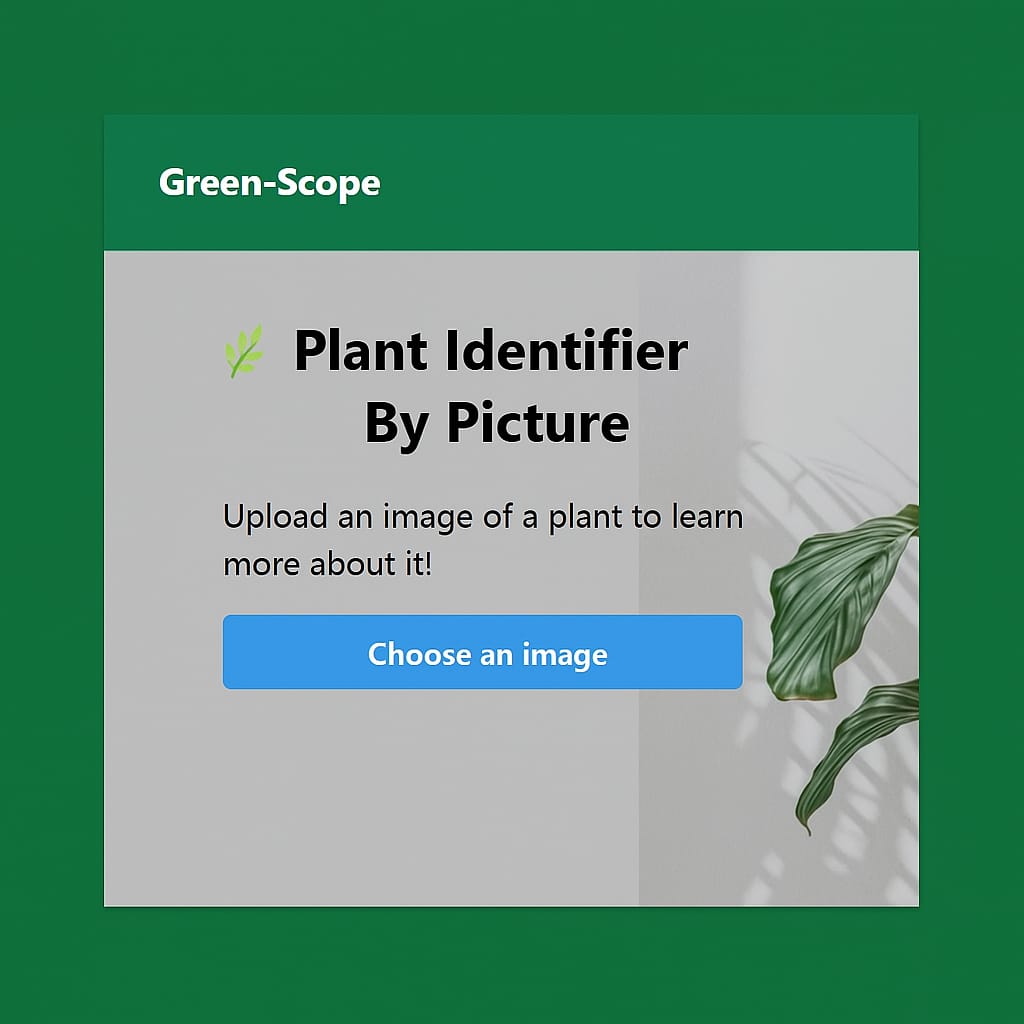 Green-Scope
🌿 Plant Identifier
By Picture
Upload an image of a plant to learn
more about it!
Choose an image